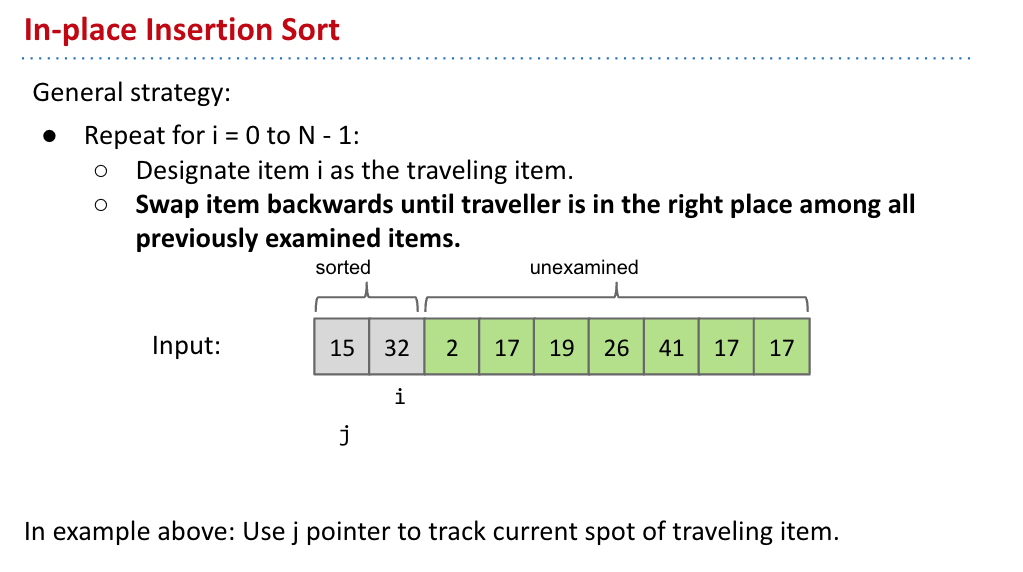 In-place Insertion Sort
General strategy:
● Repeat for i = 0 to N - 1:
○ Designate item i as the traveling item.
○ Swap item backwards until traveller is in the right place among all
previously examined items.
sorted unexamined
Input: 15 32 2 17 19 26 41 17 17
i
j
In example above: Use j pointer to track current spot of traveling item.